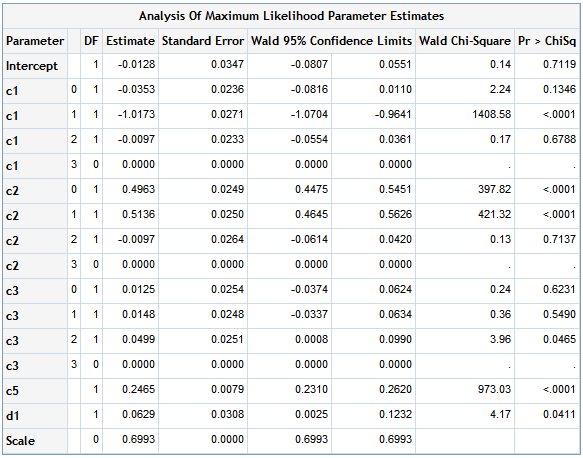 Analysis Of Maximum Likelihood Parameter Estimates
Parameter DF Estimate Standard Error Wald 95% Confidence Limits Wald Chi-Square Pr > ChiSq
Intercept 1 -0.0128 0.0347 -0.0807 0.0551 0.14 0.7119
c1 0 1 -0.0353 0.0236 -0.0816 0.0110 2.24 0.1346
c1 1 1 -1.0173 0.0271 -1.0704 -0.9641 1408.58 <.0001
c1 2 1 -0.0097 0.0233 -0.0554 0.0361 0.17 0.6788
c1 3 0 0.0000 0.0000 0.0000 0.0000 . .
c2 0 1 0.4963 0.0249 0.4475 0.5451 397.82 <.0001
c2 1 1 0.5136 0.0250 0.4645 0.5626 421.32 <.0001
c2 2 1 -0.0097 0.0264 -0.0614 0.0420 0.13 0.7137
c2 3 0 0.0000 0.0000 0.0000 0.0000 . .
c3 0 1 0.0125 0.0254 -0.0374 0.0624 0.24 0.6231
c3 1 1 0.0148 0.0248 -0.0337 0.0634 0.36 0.5490
c3 2 1 0.0499 0.0251 0.0008 0.0990 3.96 0.0465
c3 3 0 0.0000 0.0000 0.0000 0.0000 . .
c5 1 0.2465 0.0079 0.2310 0.2620 973.03 <.0001
d1 1 0.0629 0.0308 0.0025 0.1232 4.17 0.0411
Scale 0 0.6993 0.0000 0.6993 0.6993